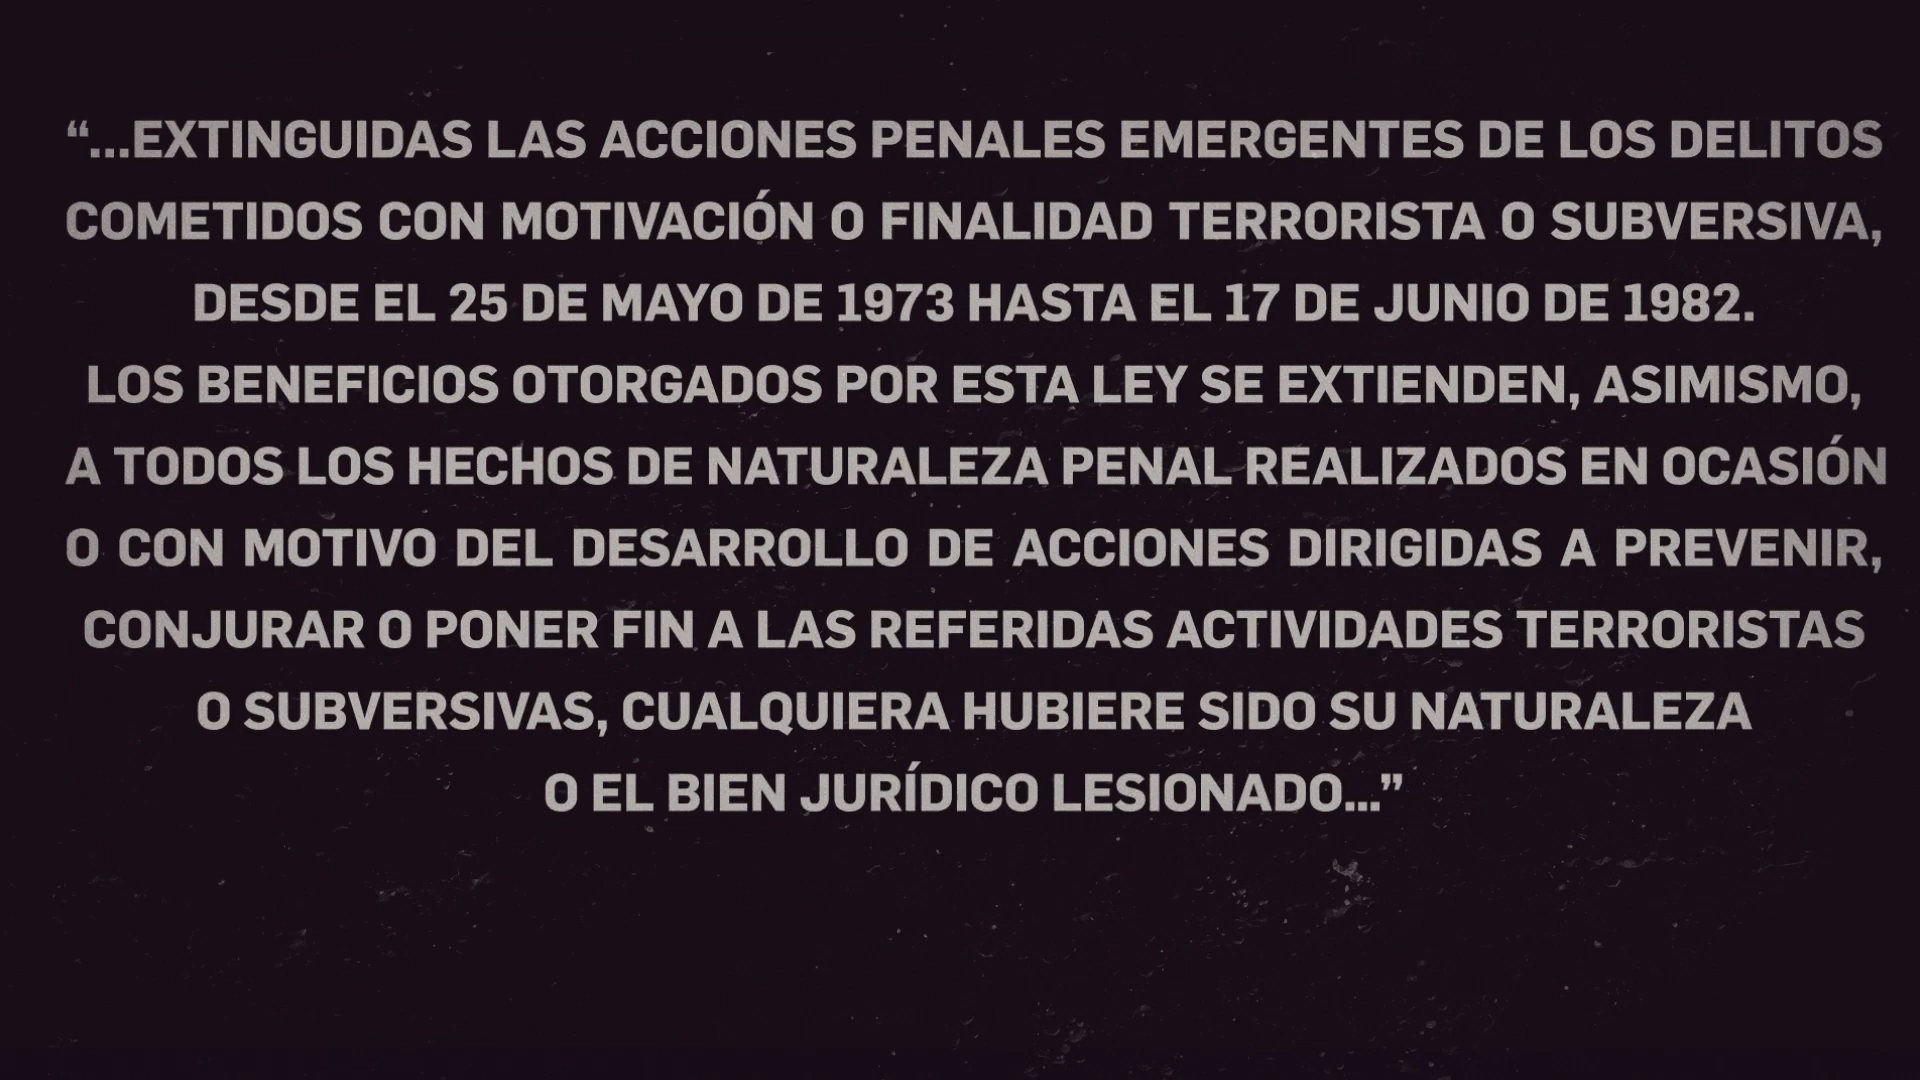 “...EXTINGUIDAS LAS ACCIONES PENALES EMERGENTES DE LOS DELITOS
COMETIDOS CON MOTIVACIÓN O FINALIDAD TERRORISTA O SUBVERSIVA,
DESDE EL 25 DE MAYO DE 1973 HASTA EL 17 DE JUNIO DE 1982.
LOS BENEFICIOS OTORGADOS POR ESTA LEY SE EXTIENDEN, ASIMISMO,
A TODOS LOS HECHOS DE NATURALEZA PENAL REALIZADOS EN OCASIÓN
O CON MOTIVO DEL DESARROLLO DE ACCIONES DIRIGIDAS A PREVENIR,
CONJURAR O PONER FIN A LAS REFERIDAS ACTIVIDADES TERRORISTAS
O SUBVERSIVAS, CUALQUIERA HUBIERE SIDO SU NATURALEZA
O EL BIEN JURÍDICO LESIONADO...”